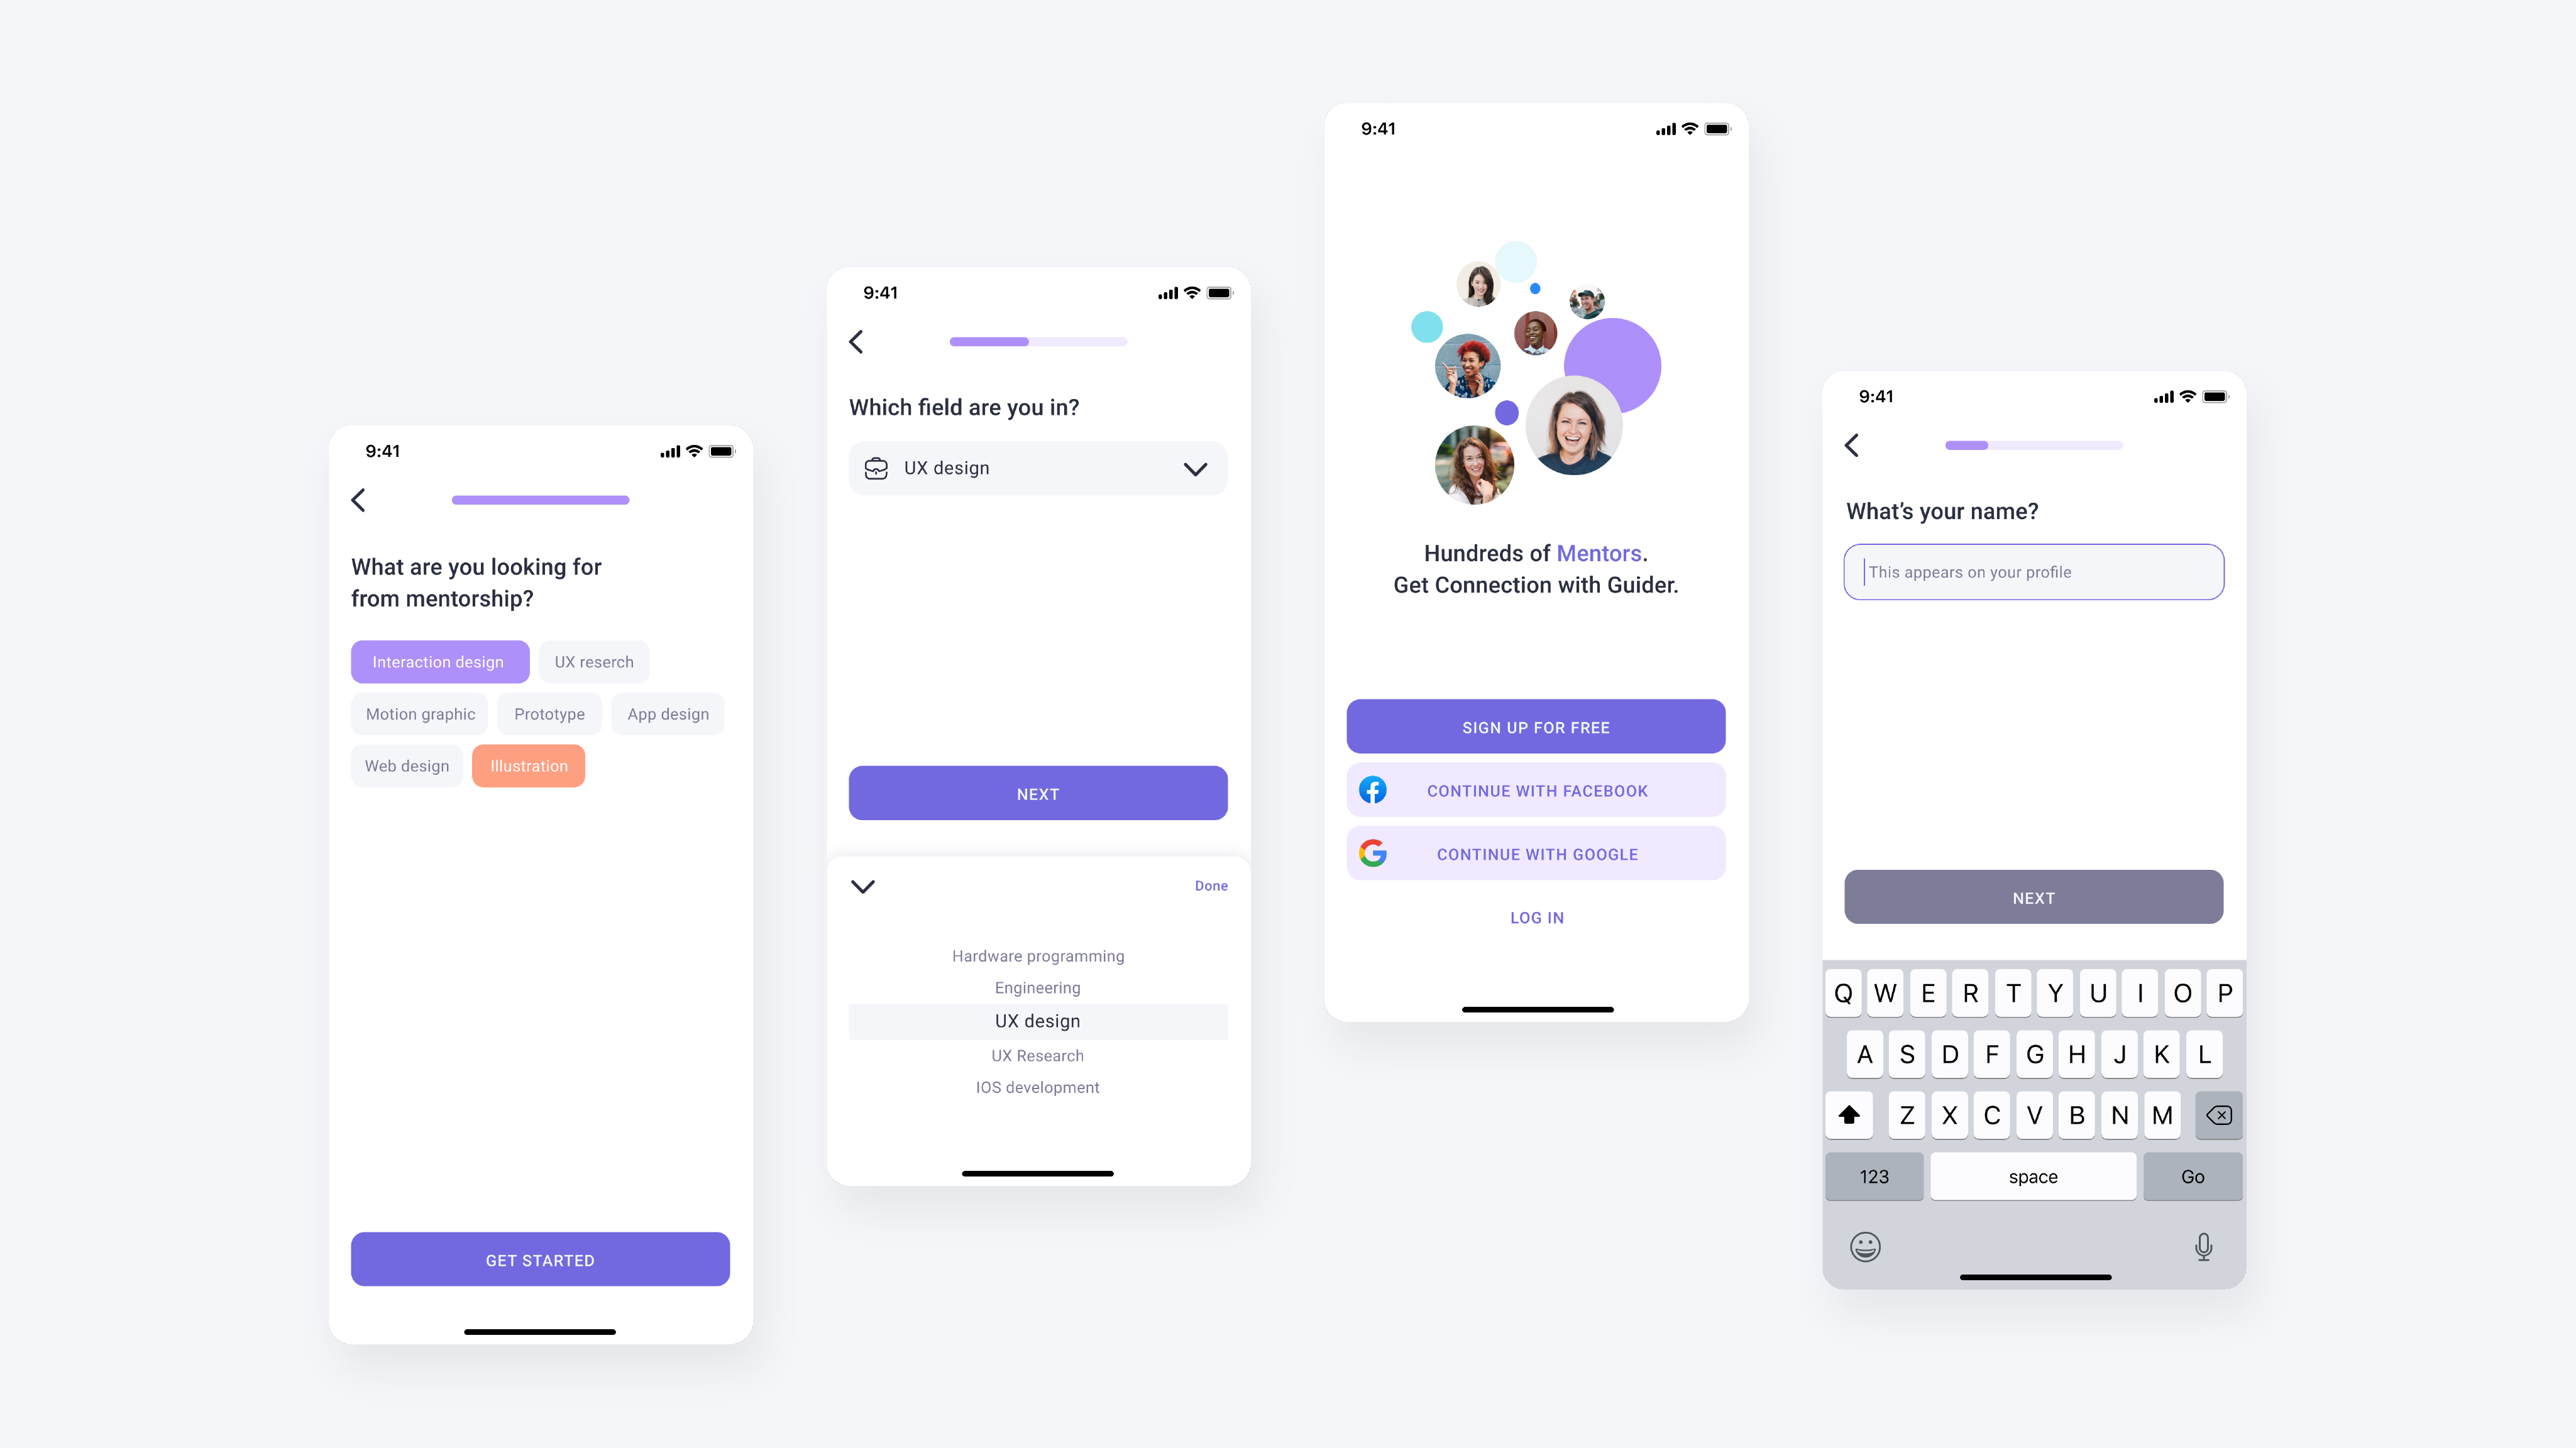 9:41
What are you looking for
from mentorship?
Interaction design
UX reserch
Motion graphic
Prototype
App design
Web design
Illustration
GET STARTED
9:41
Which field are you in?
UX design
NEXT
Done
Hardware programming
Engineering
UX design
UX Research
IOS development
9:41
Hundreds of Mentors.
Get Connection with Guider.
SIGN UP FOR FREE
CONTINUE WITH FACEBOOK
CONTINUE WITH GOOGLE
LOG IN
9:41
What’s your name?
This appears on your profile
NEXT
Q W E R T Y U I O P
A S D F G H J K L
Z X C V B N M
123 space Go